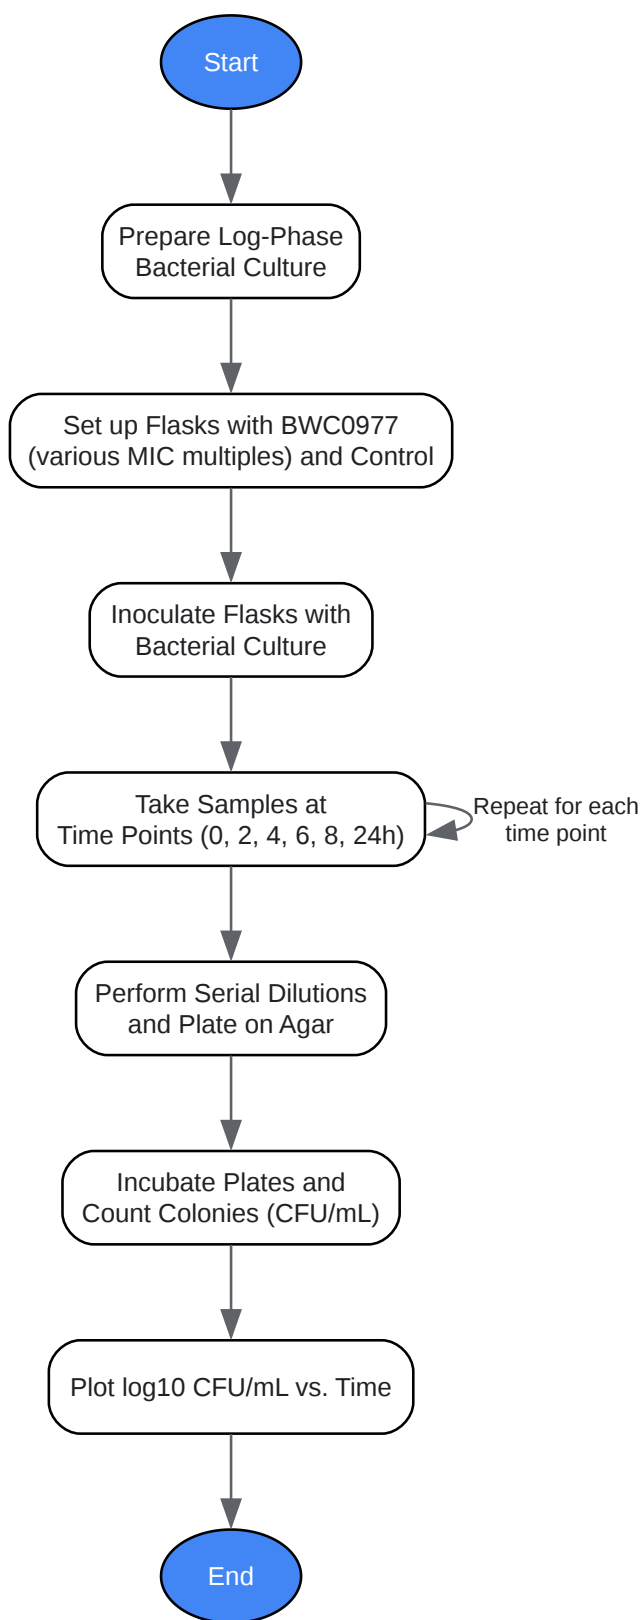 Start
Prepare Log-Phase
Bacterial Culture
Set up Flasks with BWC0977
(various MIC multiples) and Control
Inoculate Flasks with
Bacterial Culture
Take Samples at
Time Points (0, 2, 4, 6, 8, 24h)
Repeat for each
time point
Perform Serial Dilutions
and Plate on Agar
Incubate Plates and
Count Colonies (CFU/mL)
Plot log10 CFU/mL vs. Time
End